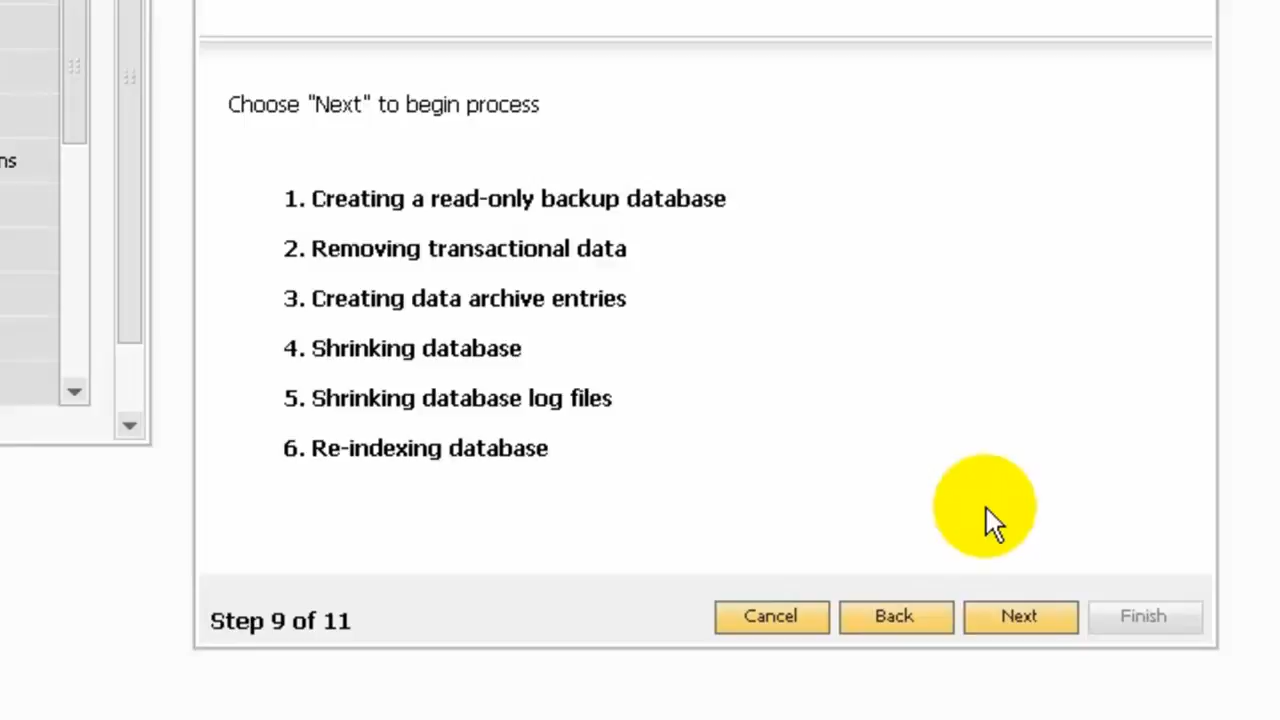 ns
Choose "Next" to begin process
1. Creating a read-only backup database
2. Removing transactional data
3. Creating data archive entries
4. Shrinking database
5. Shrinking database log files
6. Re-indexing database
Step 9 of 11
Cancel
Back
Next
Finish